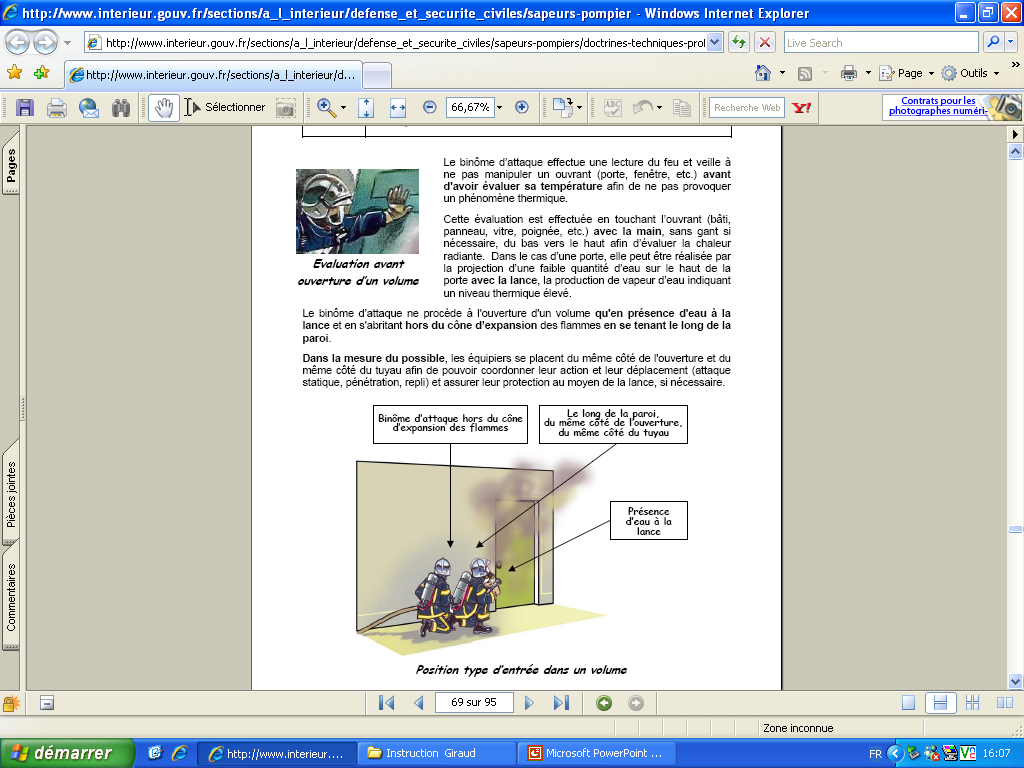 http://www.interieur.gouv.fr/sections/a_l_interieur/defense_et_securite_civiles/sapeurs-pompier - Windows Internet Explorer
http://www.interieur.gouv.fr/sections/a_l_interieur/defense_et_securite_civiles/sapeurs-pompiers/doctrines-techniques-prol
Live Search
http://www.interieur.gouv.fr/sections/a_l_interieur/d...
Page
Outils
Sélectionner
66,67%
ABC
Recherche Web
Y!
Contrats pour les
photographes numéri-
Pages
Pièces jointes
Commentaires
Le binôme d'attaque effectue une lecture du feu et veille à
ne pas manipuler un ouvrant (porte, fenêtre, etc.) avant
d'avoir évaluer sa température afin de ne pas provoquer
un phénomène thermique.
Cette évaluation est effectuée en touchant l'ouvrant (bâti,
panneau, vitre, poignée, etc.) avec la main, sans gant si
nécessaire, du bas vers le haut afin d'évaluer la chaleur
radiante. Dans le cas d'une porte, elle peut être réalisée par
la projection d'une faible quantité d'eau sur le haut de la
porte avec la lance, la production de vapeur d'eau indiquant
un niveau thermique élevé.
Evaluation avant
ouverture d'un volume
Le binôme d'attaque ne procède à l'ouverture d'un volume qu'en présence d'eau à la
lance et en s'abritant hors du cône d'expansion des flammes en se tenant le long de la
paroi.
Dans la mesure du possible, les équipiers se placent du même côté de l'ouverture et du
même côté du tuyau afin de pouvoir coordonner leur action et leur déplacement (attaque
statique, pénétration, repli) et assurer leur protection au moyen de la lance, si nécessaire.
Binôme d'attaque hors du cône
d'expansion des flammes
Le long de la paroi,
du même côté de l'ouverture,
du même côté du tuyau
Présence
d'eau à la
lance
Position type d'entrée dans un volume
69 sur 95
Zone inconnue
démarrer
http://www.interieur....
Instruction Giraud
Microsoft PowerPoint ...
FR
16:07